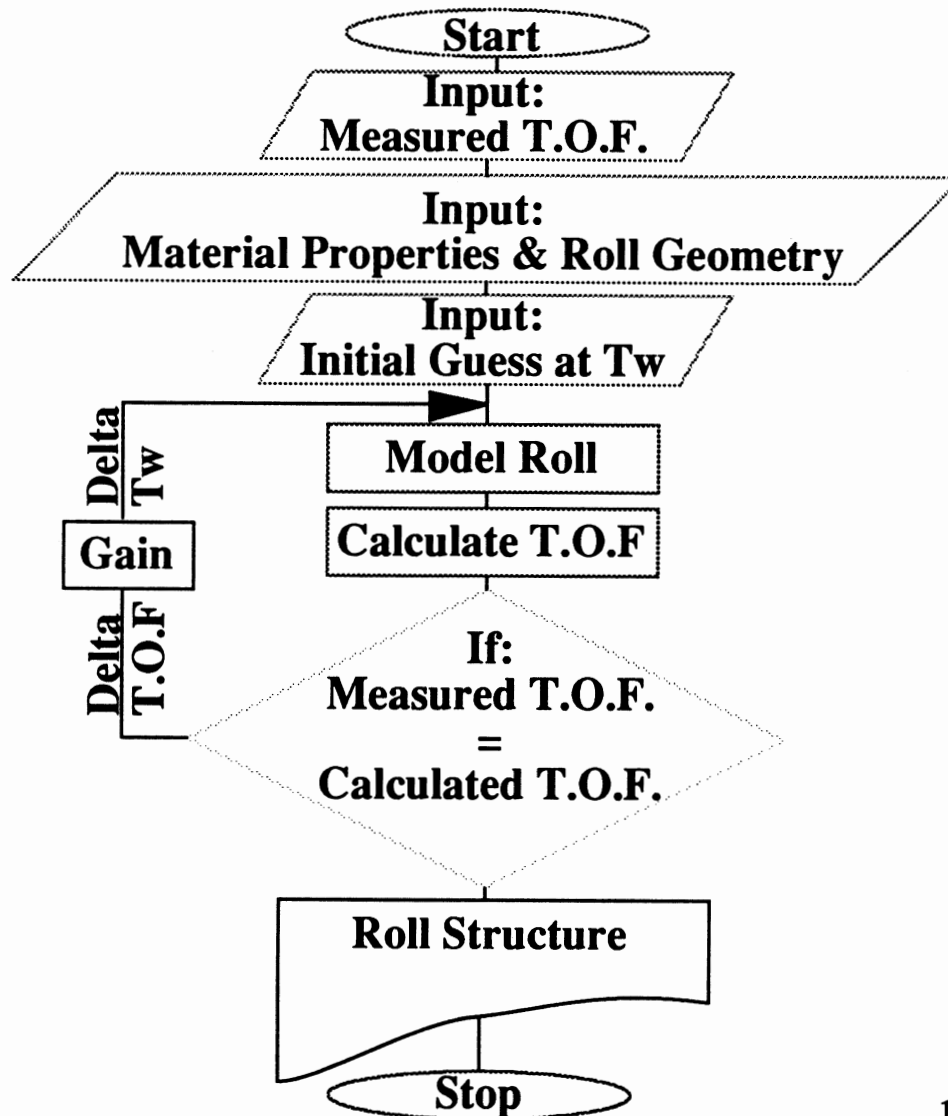 Start
Input:
Measured T.O.F.
Input:
Material Properties & Roll Geometry
Input:
Initial Guess at Tw
Model Roll
Calculate T.O.F
If:
Measured T.O.F.
=
Calculated T.O.F.
Delta
T.O.F
Gain
Delta
Tw
Roll Structure
Stop
1